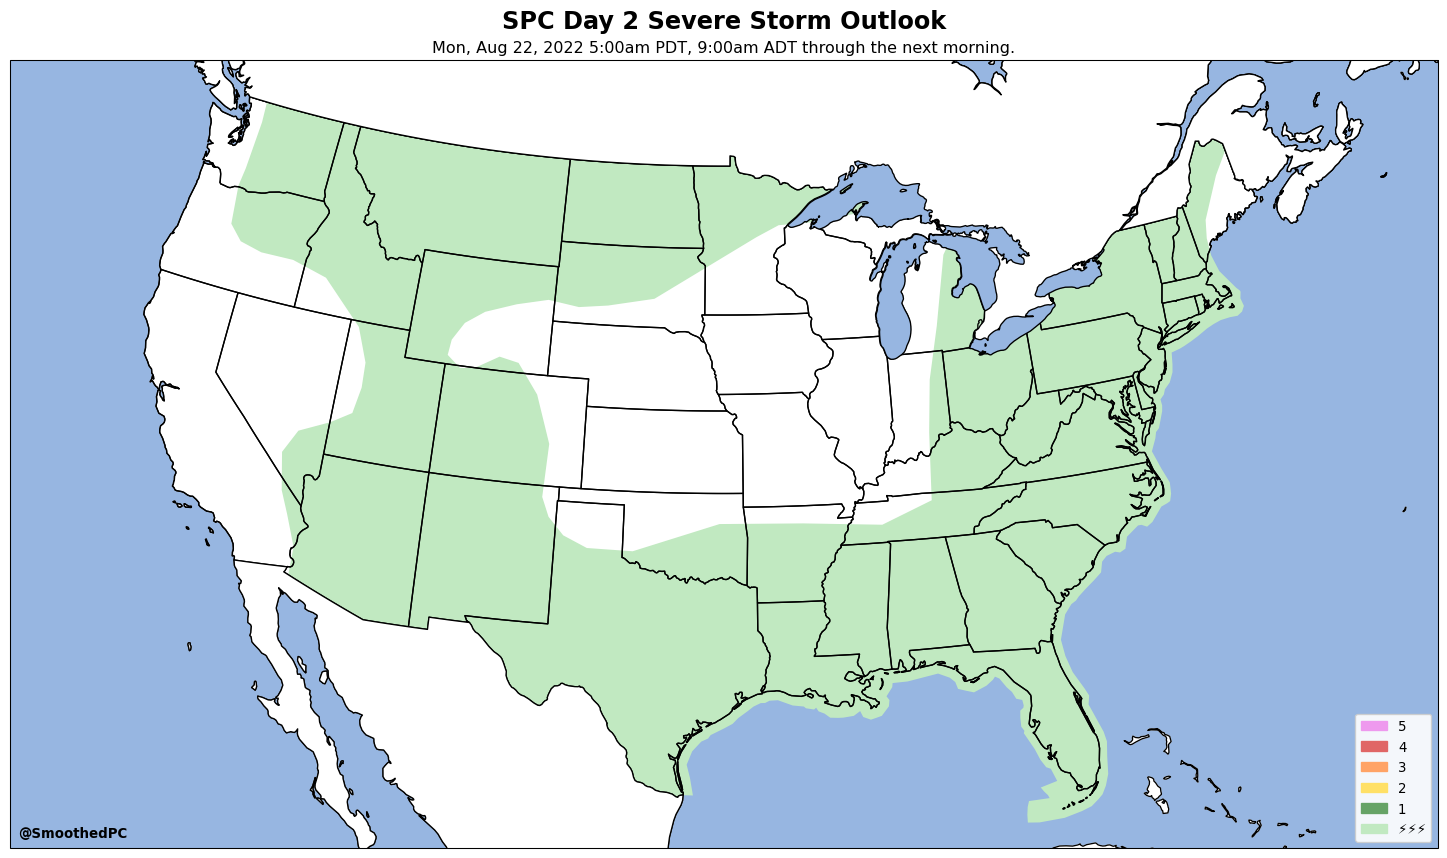 SPC Day 2 Severe Storm Outlook
Mon, Aug 22, 2022 5:00am PDT, 9:00am ADT through the next morning.
5
4
3
2
1
⚡⚡⚡
@SmoothedPC